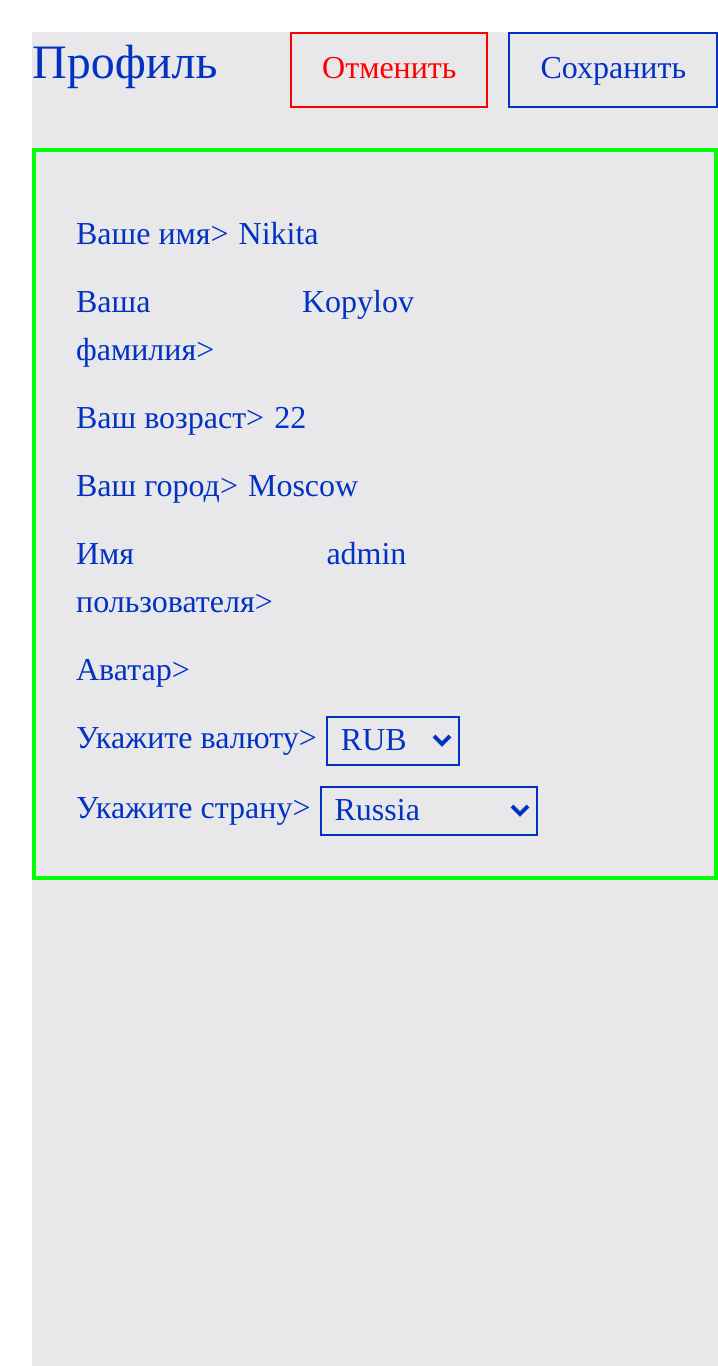 Профиль Отменить Сохранить
Ваше имя> Nikita
Ваша Kopylov
фамилия>
Ваш возраст> 22
Ваш город> Moscow
Имя admin
пользователя>
Аватар>
Укажите валюту> RUB
Укажите страну> Russia